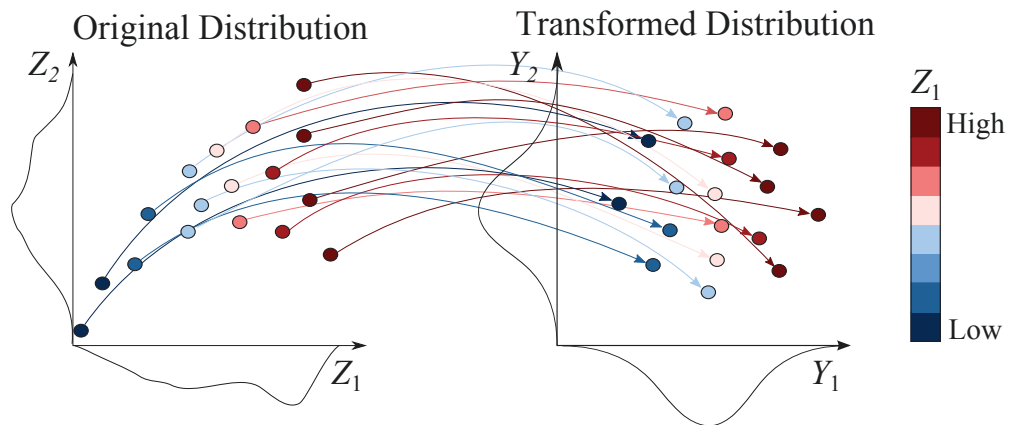 Original Distribution
Transformed Distribution
Z2
Y2
Z1
High
Low
Z1
Y1